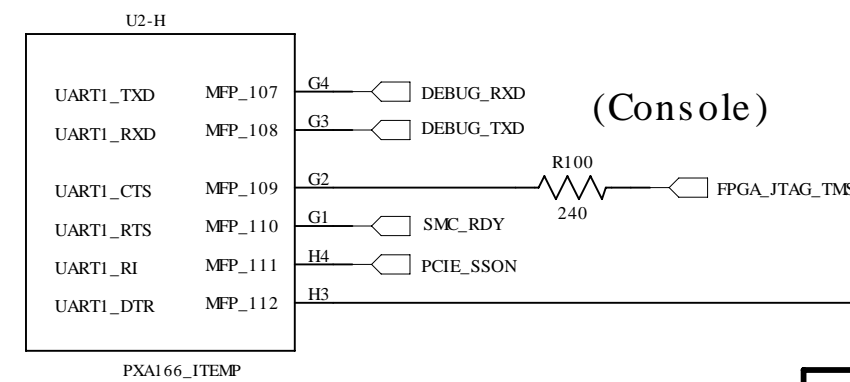 U2-H
UART1_TXD MFP_107 G4 DEBUG_RXD
(Console)
UART1_RXD MFP_108 G3 DEBUG_TXD
R100
UART1_CTS MFP_109 G2 FPGA_JTAG_TMS
240
UART1_RTS MFP_110 G1 SMC_RDY
UART1_RI MFP_111 H4 PCIE_SSON
UART1_DTR MFP_112 H3
PXA166_ITEMP